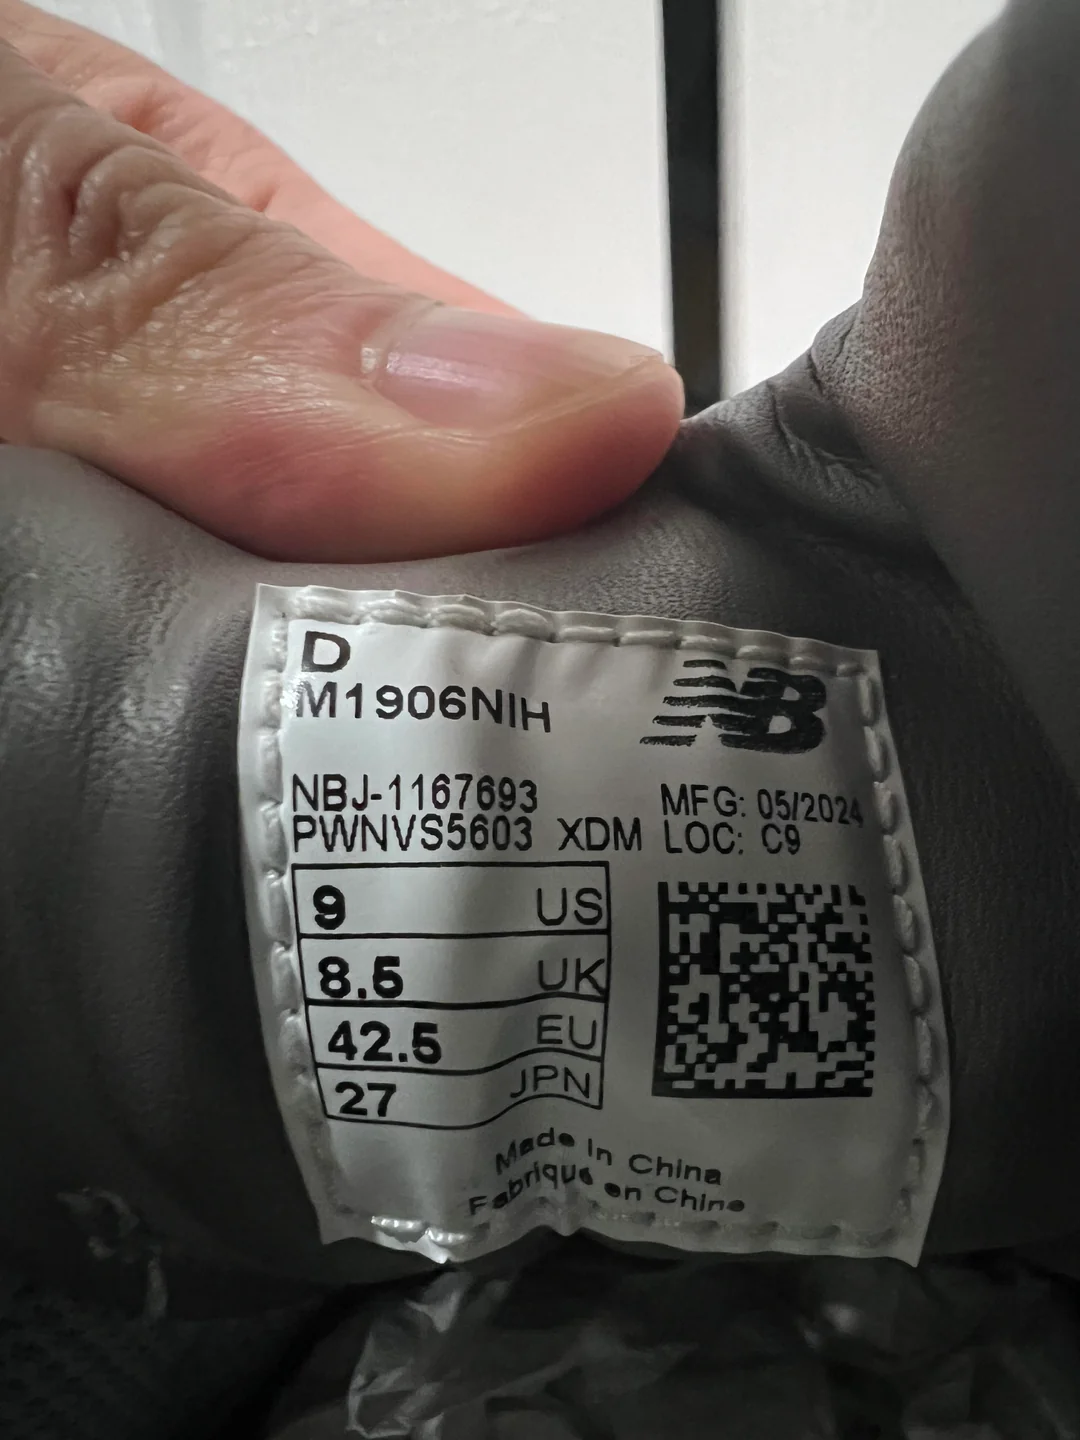 D
M1906NIH
NB
NBJ-1167693
PWNVS5603 XDM
MFG: 05/2024
LOC: C9
9 US
8.5 UK
42.5 EU
27 JPN
Made in China
Fabriqué en Chine